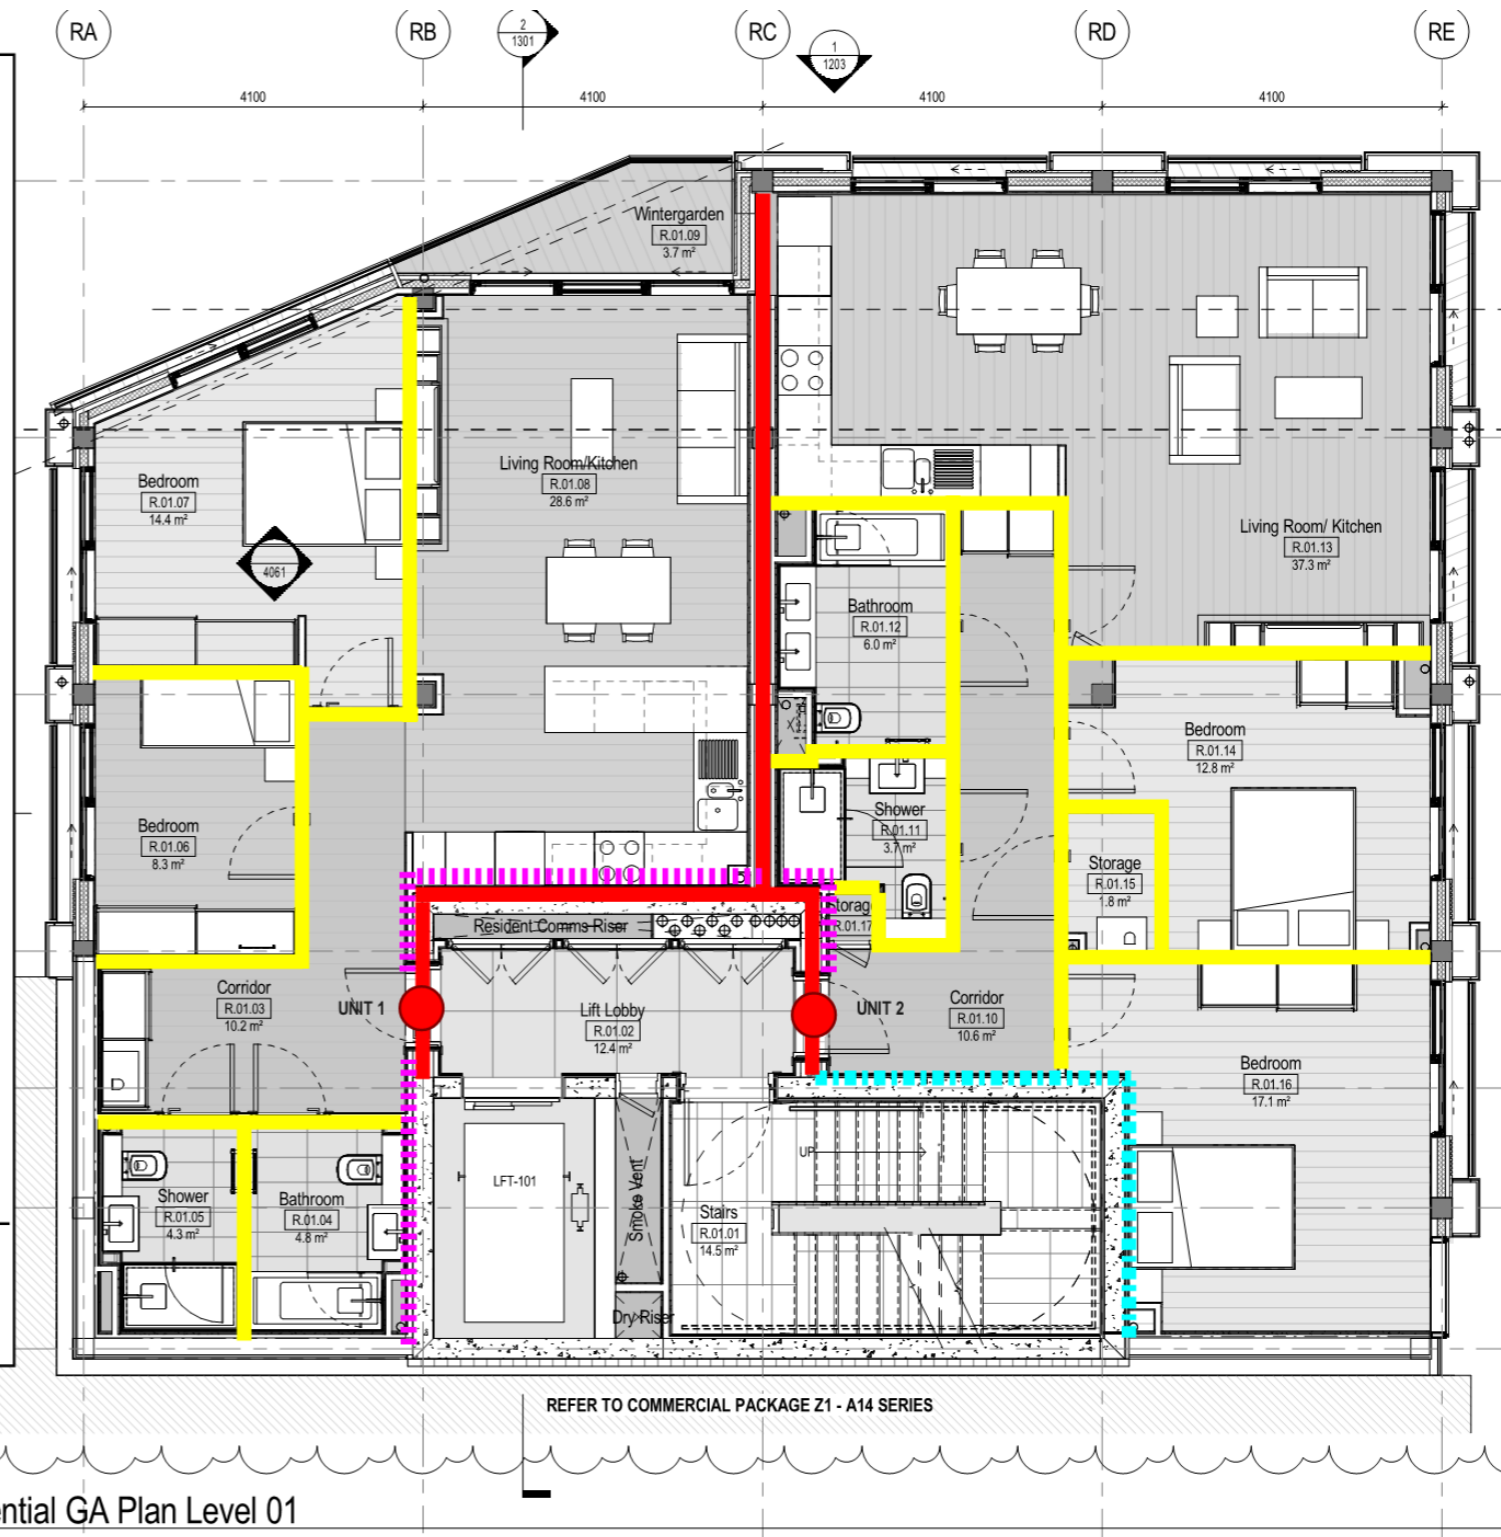 RA
RB
2
1301
RC
1
1203
RD
RE
4100
4100
4100
4100
Wintergarden
R.01.09
3.7 m²
Living Room/Kitchen
R.01.08
28.6 m²
Bedroom
R.01.07
14.4 m²
4061
Living Room/ Kitchen
R.01.13
37.3 m²
Bathroom
R.01.12
6.0 m²
Bedroom
R.01.14
12.8 m²
Bedroom
R.01.06
8.3 m²
Shower
R.01.11
3.7 m²
Storage
R.01.15
1.8 m²
Storage
R.01.17
Resident Comms Riser
Corridor
R.01.03
10.2 m²
UNIT 1
Lift Lobby
R.01.02
12.4 m²
UNIT 2
Corridor
R.01.10
10.6 m²
Bedroom
R.01.16
17.1 m²
UP
LFT-101
Smoke Vent
Shower
R.01.05
4.3 m²
Bathroom
R.01.04
4.8 m²
Stairs
R.01.01
14.5 m²
Dry Riser
REFER TO COMMERCIAL PACKAGE Z1 - A14 SERIES
ential GA Plan Level 01